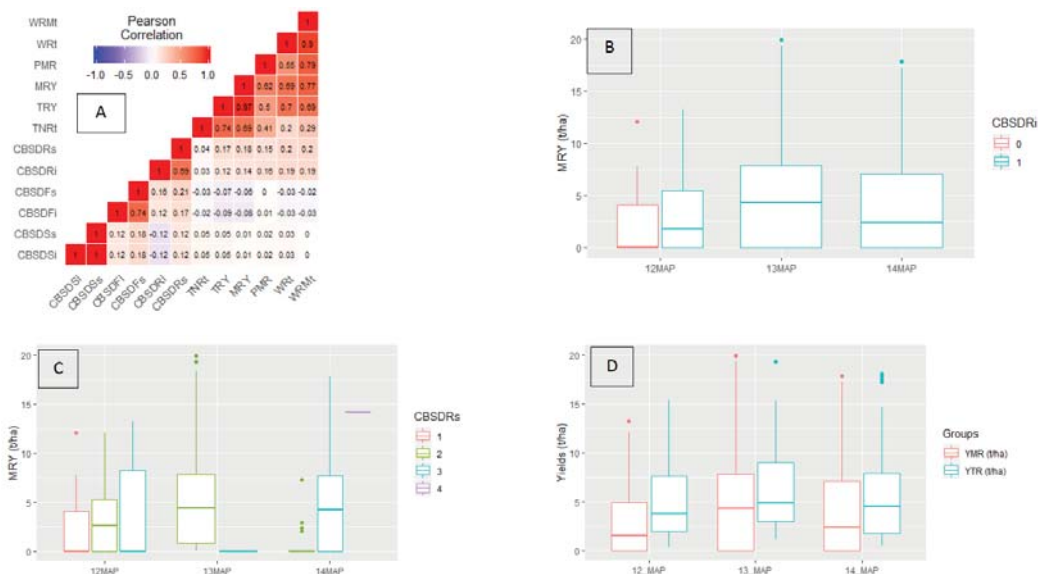 A
Pearson
Correlation
-1.0 -0.5 0.0 0.5 1.0
WRMt 1
WRt 1 0.9
PMR 1 0.55 0.79
MRY 1 0.62 0.69 0.77
TRY 1 0.97 0.5 0.7 0.69
TNRt 1 0.74 0.69 0.41 0.2 0.29
CBSDRs 1 0.04 0.17 0.18 0.15 0.2 0.2
CBSDRi 1 0.69 0.03 0.12 0.14 0.16 0.19 0.19
CBSDFs 1 0.16 0.21 -0.03 -0.07 -0.06 0 -0.03 -0.02
CBSDFi 1 0.74 0.12 0.17 -0.02 -0.09 -0.08 0.01 -0.03 -0.03
CBSDSs 1 0.12 0.18 -0.12 0.12 0.05 0.05 0.01 0.02 0.03 0
CBSDSi 1 1 0.12 0.18 -0.12 0.12 0.05 0.05 0.01 0.02 0.03 0
CBSDSi CBSDSs CBSDFi CBSDFs CBSDRi CBSDRs TNRt TRY MRY PMR WRt WRMt
B
MRY (t/ha)
20
15
10
5
0
12MAP 13MAP 14MAP
CBSDRi
0
1
C
MRY (t/ha)
20
15
10
5
0
12MAP 13MAP 14MAP
CBSDRs
1
2
3
4
D
Yields (t/ha)
20
15
10
5
0
12. MAP 13. MAP 14. MAP
Groups
YMR (t/ha)
YTR (t/ha)